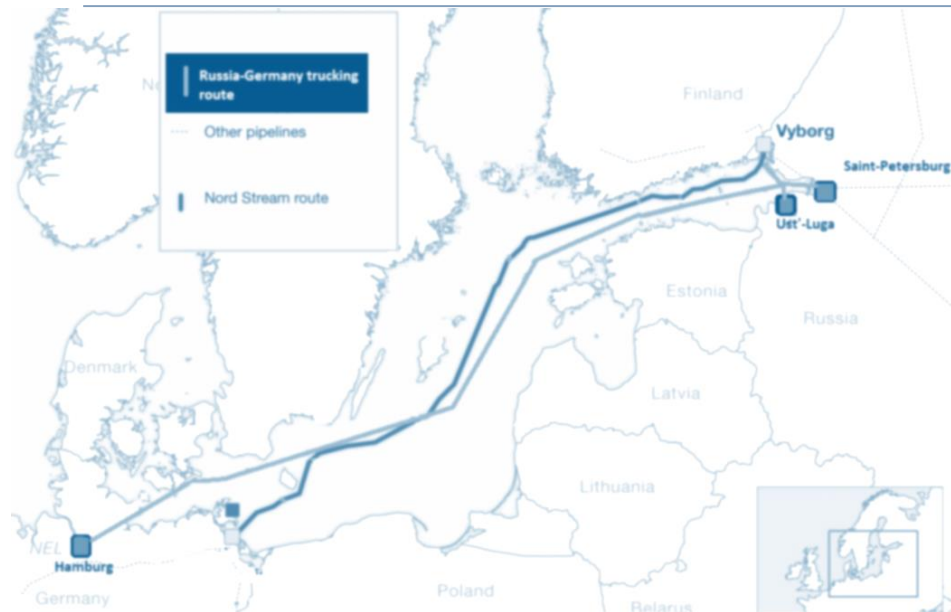 Russia-Germany trucking
route
Other pipelines
Nord Stream route
Finland
Vyborg
Saint-Petersburg
Ust'-Luga
Estonia
Russia
Denmark
Latvia
Lithuania
NEL
Hamburg
Germany
Poland
Belarus